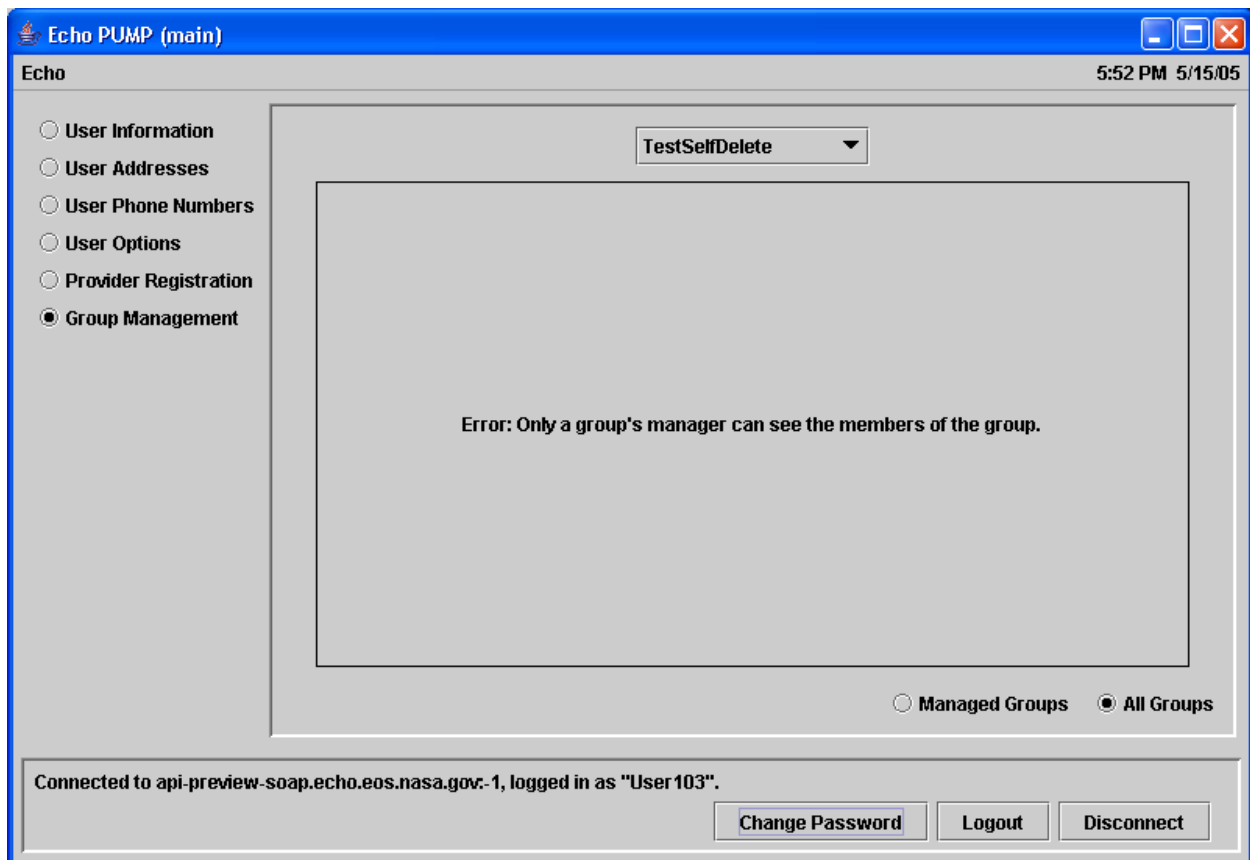 Echo PUMP (main)
Echo 5:52 PM 5/15/05
User Information
User Addresses
User Phone Numbers
User Options
Provider Registration
Group Management
TestSelfDelete
Error: Only a group's manager can see the members of the group.
Managed Groups All Groups
Connected to api-preview-soap.echo.eos.nasa.gov:-1, logged in as "User103".
Change Password Logout Disconnect